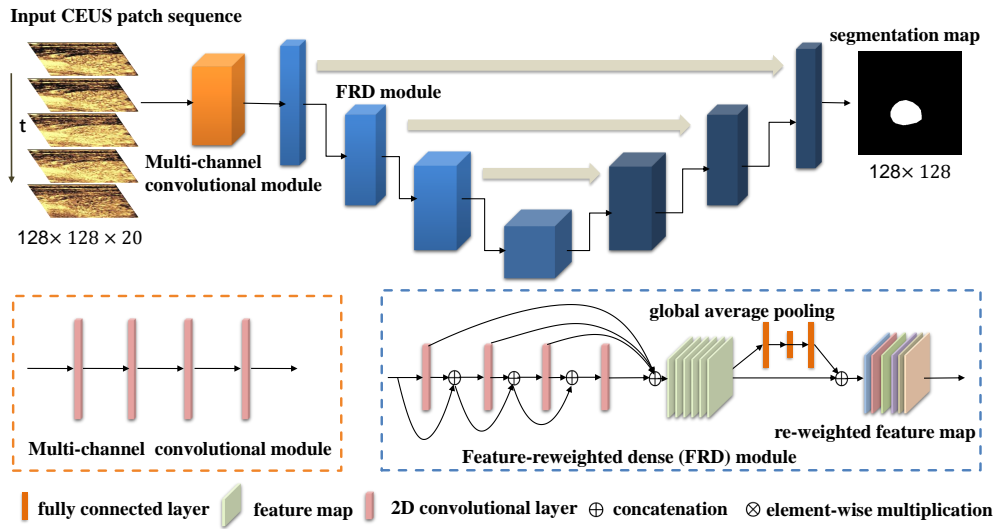 Input CEUS patch sequence
t
128× 128 × 20
Multi-channel
convolutional module
FRD module
segmentation map
128× 128
Multi-channel convolutional module
global average pooling
re-weighted feature map
Feature-reweighted dense (FRD) module
fully connected layer
feature map
2D convolutional layer
concatenation
element-wise multiplication